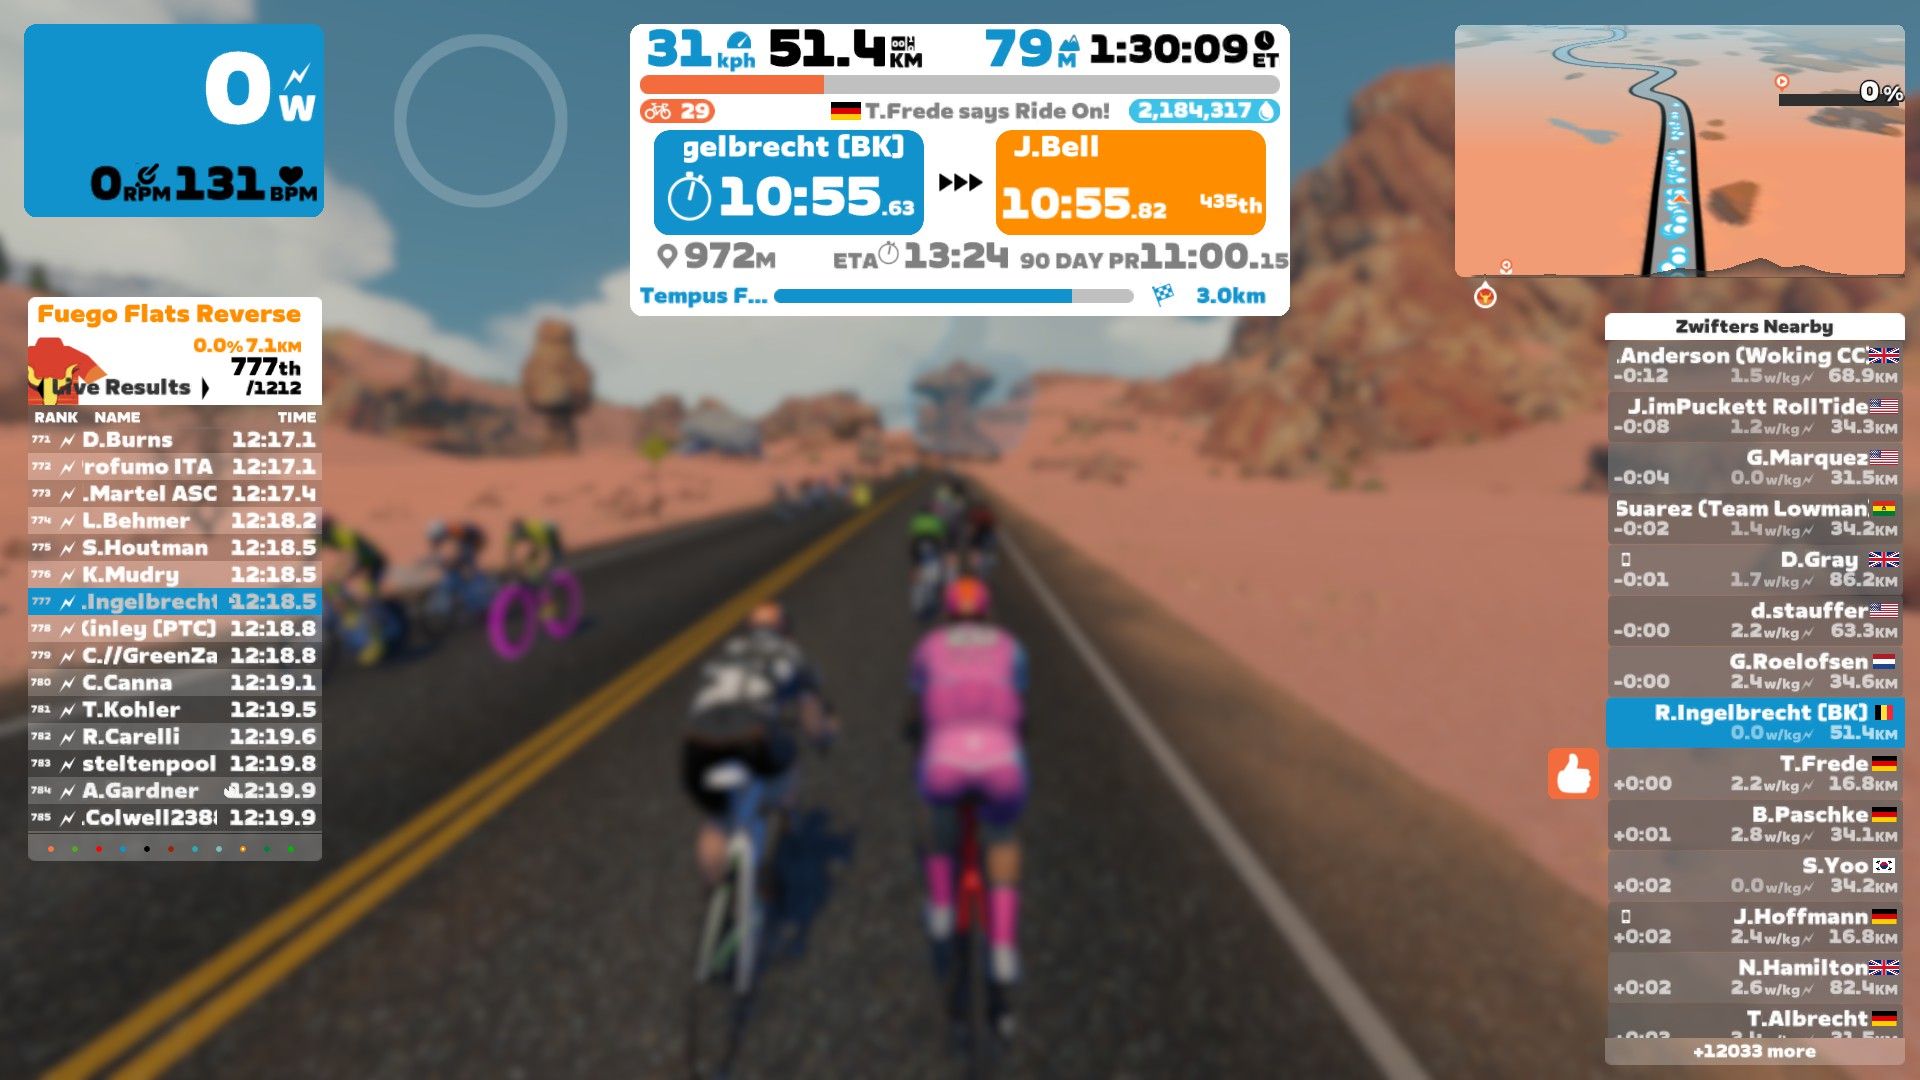 0 W
0 RPM 131 BPM
31 kph 51.4 KM 79 M 1:30:09 ET
29 T.Frede says Ride On! 2,184,317
gelbrecht [BK]
10:55.63
J.Bell
10:55.82 435th
972M ETA 13:24 90 DAY PR 11:00.15
Tempus F... 3.0km
0%
Fuego Flats Reverse
0.0% 7.1KM
777th
/1212
Live Results
RANK NAME TIME
771 D.Burns 12:17.1
772 rofumo ITA 12:17.1
773 .Martel ASC 12:17.4
774 L.Behmer 12:18.2
775 S.Houtman 12:18.5
776 K.Mudry 12:18.5
777 .Ingelbrecht 12:18.5
778 Kinley [PTC] 12:18.8
779 C.//GreenZa 12:18.8
780 C.Canna 12:19.1
781 T.Kohler 12:19.5
782 R.Carelli 12:19.6
783 steltenpool 12:19.8
784 A.Gardner 12:19.9
785 .Colwell238 12:19.9
Zwifters Nearby
.Anderson (Woking CC
-0:12 1.5w/kg 68.9KM
J.imPuckett RollTide
-0:08 1.2w/kg 34.3KM
G.Marquez
-0:04 0.0w/kg 31.5KM
Suarez (Team Lowman
-0:02 1.4w/kg 34.2KM
D.Gray
-0:01 1.7w/kg 86.2KM
d.stauffer
-0:00 2.2w/kg 63.3KM
G.Roelofsen
-0:00 2.4w/kg 34.6KM
R.Ingelbrecht [BK]
0.0w/kg 51.4KM
T.Frede
+0:00 2.2w/kg 16.8KM
B.Paschke
+0:01 2.8w/kg 34.1KM
S.Yoo
+0:02 0.0w/kg 34.2KM
J.Hoffmann
+0:02 2.4w/kg 16.8KM
N.Hamilton
+0:02 2.6w/kg 82.4KM
T.Albrecht
+12033 more